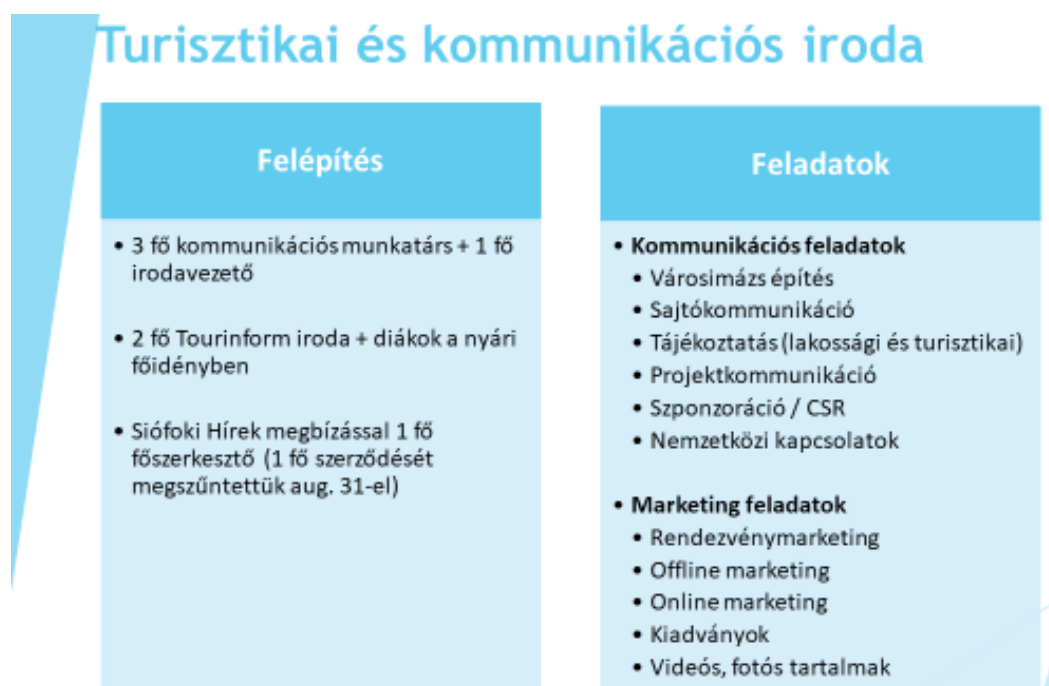 Turisztikai és kommunikációs iroda
Felépítés
• 3 fő kommunikációs munkatárs + 1 fő
irodavezető
• 2 fő Tourinform iroda + diákok a nyári
főidényben
• Siófoki Hírek megbízással 1 fő
főszerkesztő (1 fő szerződését
megszűntettük aug. 31-el)
Feladatok
• Kommunikációs feladatok
• Városimázs építés
• Sajtókommunikáció
• Tájékoztatás (lakossági és turisztikai)
• Projektkommunikáció
• Szponzoráció / CSR
• Nemzetközi kapcsolatok
• Marketing feladatok
• Rendezvénymarketing
• Offline marketing
• Online marketing
• Kiadványok
• Videós, fotós tartalmak